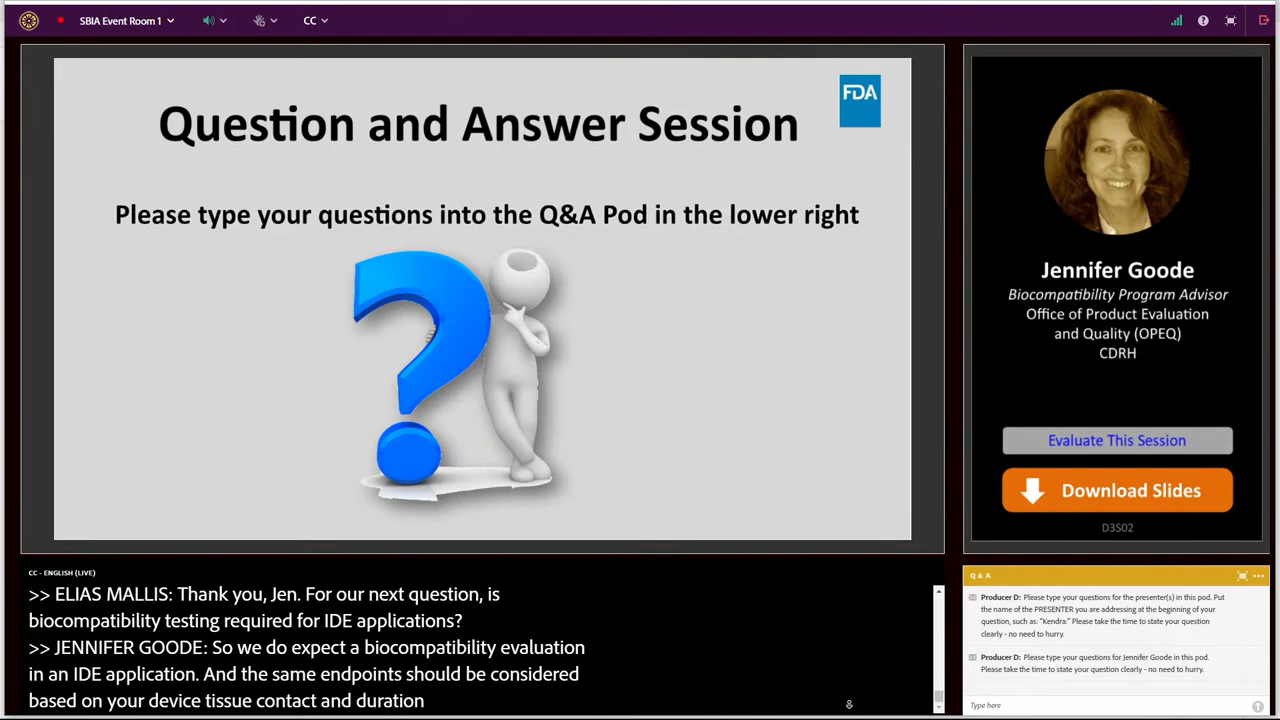 SBIA Event Room 1
CC
FDA
Question and Answer Session
Please type your questions into the Q&A Pod in the lower right
Jennifer Goode
Biocompatibility Program Advisor
Office of Product Evaluation
and Quality (OPEQ)
CDRH
Evaluate This Session
Download Slides
D3S02
CC - ENGLISH (LIVE)
>> ELIAS MALLIS: Thank you, Jen. For our next question, is
biocompatibility testing required for IDE applications?
>> JENNIFER GOODE: So we do expect a biocompatibility evaluation
in an IDE application. And the same endpoints should be considered
based on your device tissue contact and duration
Q & A
Producer D: Please type your questions for the presenter(s) in this pod. Put
the name of the PRESENTER you are addressing at the beginning of your
question, such as: "Kendra:" Please take the time to state your question
clearly - no need to hurry.
Producer D: Please type your questions for Jennifer Goode in this pod.
Please take the time to state your question clearly - no need to hurry.
Type here